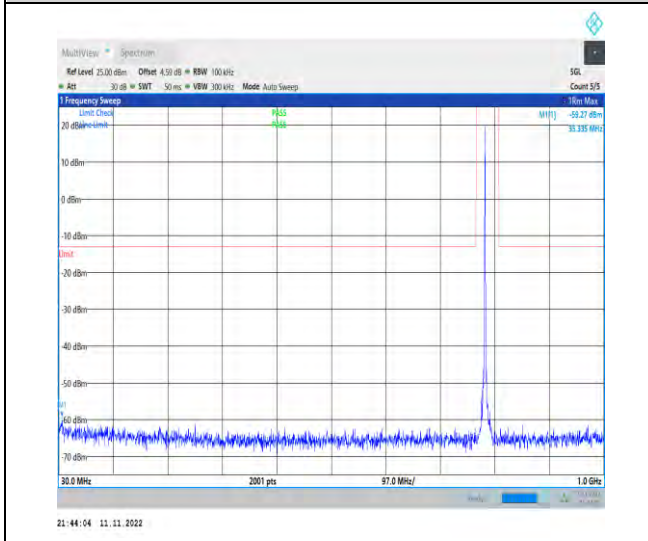 MultiView Spectrum
Ref Level 25.00 dBm Offset 4.59 dB RBW 100 kHz SGL
Att 30 dB SWT 50 ms VBW 300 kHz Mode Auto Sweep Count 5/5
1 Frequency Sweep 1Rm Max
Limit Check PASS M1[1] -59.27 dBm
20 dBm Line Limit PASS 35.335 MHz
10 dBm
0 dBm
-10 dBm
Limit
-20 dBm
-30 dBm
-40 dBm
-50 dBm
M1
-60 dBm
-70 dBm
30.0 MHz 2001 pts 97.0 MHz/ 1.0 GHz
21:44:04 11.11.2022